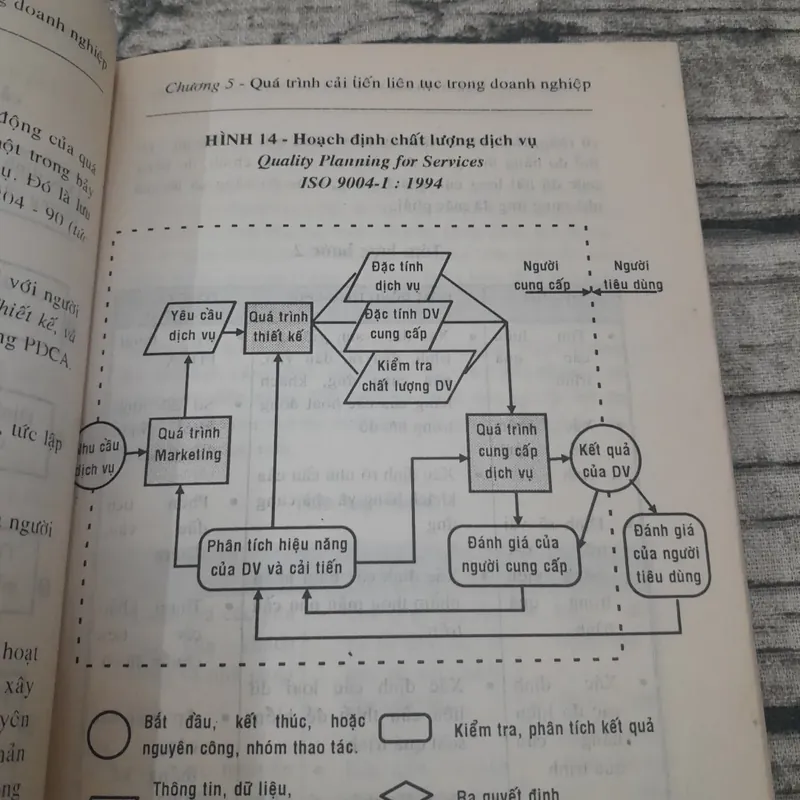 g doanh nghiệp
động của quá
một trong bảy
vụ. Đó là lưu
với người
thiết kế, và
ng PDCA.
tức lập
người
hoạt
xây
Chương 5 - Quá trình cải tiến liên tục trong doanh nghiệp
HÌNH 14 - Hoạch định chất lượng dịch vụ
Quality Planning for Services
ISO 9004-1 : 1994
Người
cung cấp
Người
tiêu dùng
Đặc tính
dịch vụ
Yêu cầu
dịch vụ
Quá trình
thiết kế
Đặc tính DV
cung cấp
Kiểm tra
chất lượng DV
Nhu cầu
dịch vụ
Quá trình
Marketing
Quá trình
cung cấp
dịch vụ
Kết quả
của DV
Phân tích hiệu năng
của DV và cải tiến
Đánh giá của
người cung cấp
Đánh giá
của người
tiêu dùng
Bắt đầu, kết thúc, hoặc
nguyên công, nhóm thao tác.
Kiểm tra, phân tích kết quả
Thông tin, dữ liệu,
Ra quyết định